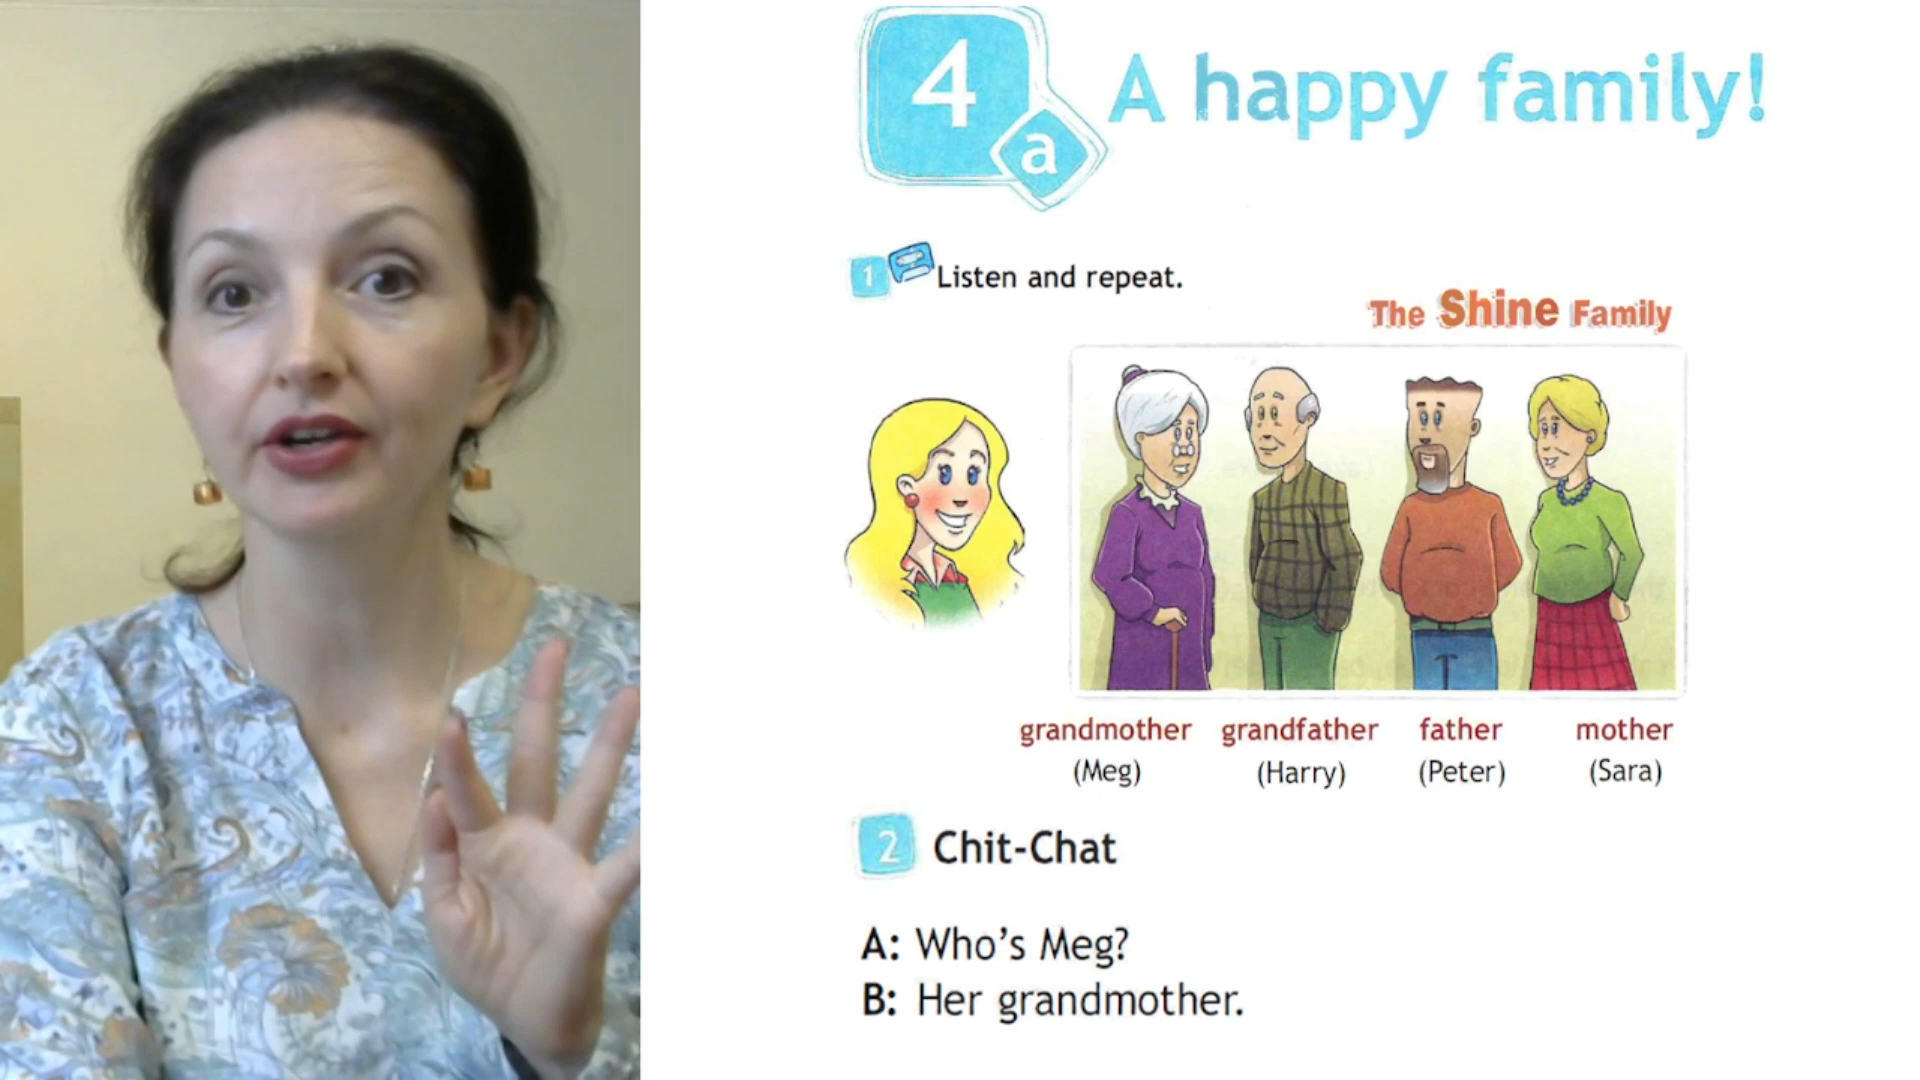 4 a A happy family!
1 Listen and repeat.
The Shine Family
grandmother grandfather father mother
(Meg) (Harry) (Peter) (Sara)
2 Chit-Chat
A: Who's Meg?
B: Her grandmother.